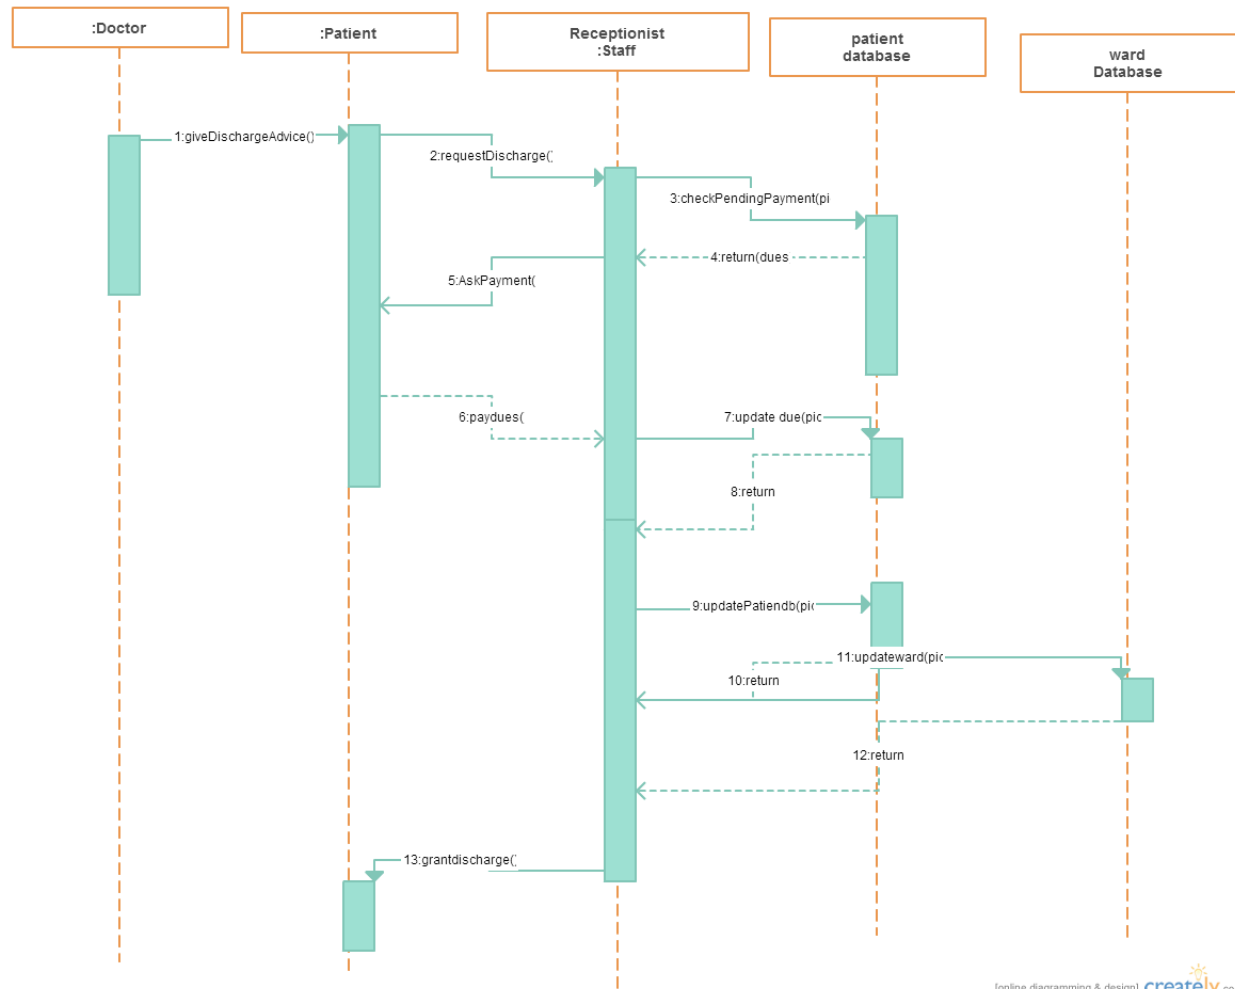 :Doctor
:Patient
Receptionist
:Staff
patient
database
ward
Database
1:giveDischargeAdvice()
2:requestDischarge(
3:checkPendingPayment(pi
4:return(dues
5:AskPayment(
6:paydues(
7:update due(pic
8:return
9:updatePatiendb(pic
11:updateward(pic
10:return
12:return
13:grantdischarge(
[online diagramming & design] creately.co